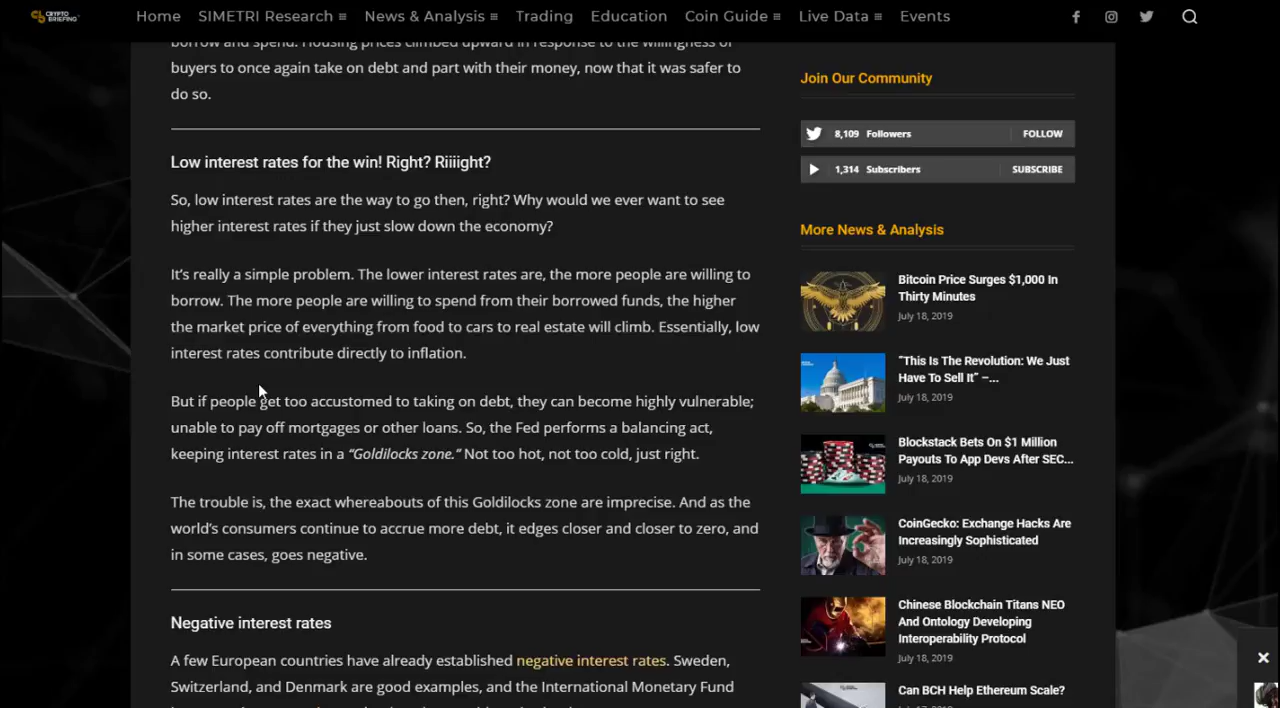 CRYPTO
BRIEFING
Home
SIMETRI Research
News & Analysis
Trading
Education
Coin Guide
Live Data
Events
borrow and spend. Housing prices climbed upward in response to the willingness of
buyers to once again take on debt and part with their money, now that it was safer to
do so.
Low interest rates for the win! Right? Riiiight?
So, low interest rates are the way to go then, right? Why would we ever want to see
higher interest rates if they just slow down the economy?
It’s really a simple problem. The lower interest rates are, the more people are willing to
borrow. The more people are willing to spend from their borrowed funds, the higher
the market price of everything from food to cars to real estate will climb. Essentially, low
interest rates contribute directly to inflation.
But if people get too accustomed to taking on debt, they can become highly vulnerable;
unable to pay off mortgages or other loans. So, the Fed performs a balancing act,
keeping interest rates in a “Goldilocks zone.” Not too hot, not too cold, just right.
The trouble is, the exact whereabouts of this Goldilocks zone are imprecise. And as the
world’s consumers continue to accrue more debt, it edges closer and closer to zero, and
in some cases, goes negative.
Negative interest rates
A few European countries have already established negative interest rates. Sweden,
Switzerland, and Denmark are good examples, and the International Monetary Fund
Join Our Community
8,109 Followers FOLLOW
1,314 Subscribers SUBSCRIBE
More News & Analysis
Bitcoin Price Surges $1,000 In
Thirty Minutes
July 18, 2019
“This Is The Revolution: We Just
Have To Sell It” –...
July 18, 2019
Blockstack Bets On $1 Million
Payouts To App Devs After SEC...
July 18, 2019
CoinGecko: Exchange Hacks Are
Increasingly Sophisticated
July 18, 2019
Chinese Blockchain Titans NEO
And Ontology Developing
Interoperability Protocol
July 18, 2019
Can BCH Help Ethereum Scale?